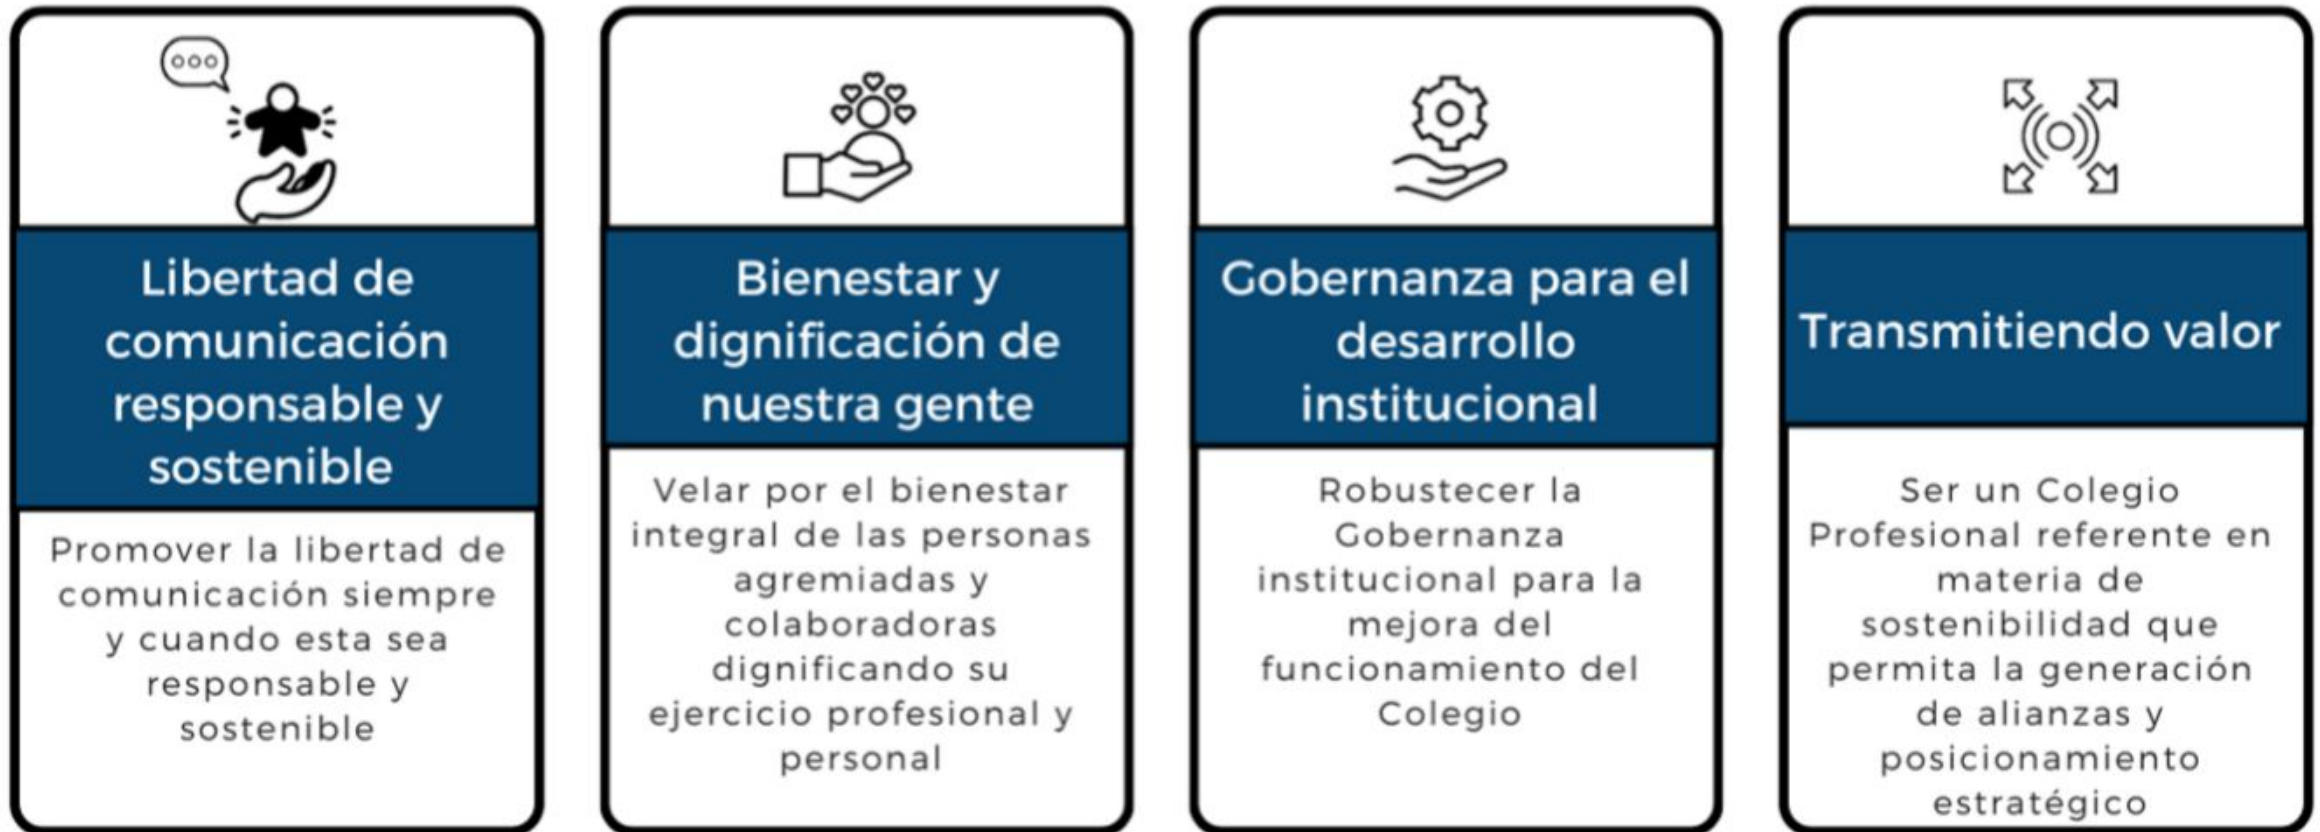 Libertad de
comunicación
responsable y
sostenible
Promover la libertad de
comunicación siempre
y cuando esta sea
responsable y
sostenible
Bienestar y
dignificación de
nuestra gente
Velar por el bienestar
integral de las personas
agremiadas y
colaboradoras
dignificando su
ejercicio profesional y
personal
Gobernanza para el
desarrollo
institucional
Robustecer la
Gobernanza
institucional para la
mejora del
funcionamiento del
Colegio
Transmitiendo valor
Ser un Colegio
Profesional referente en
materia de
sostenibilidad que
permita la generación
de alianzas y
posicionamiento
estratégico